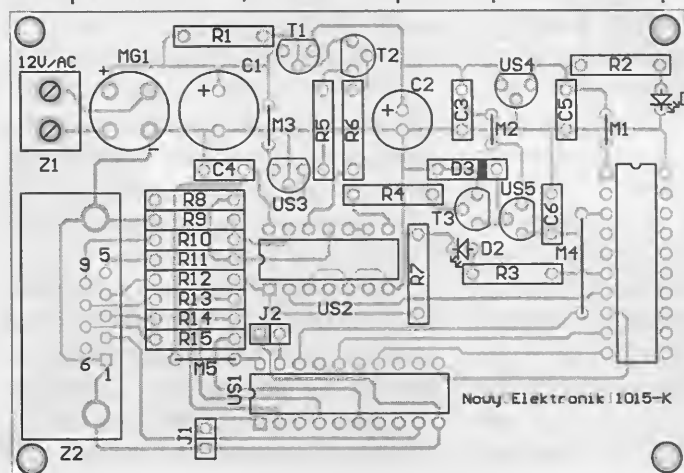 12V/AC
MG1
R1
T1
T2
C1
C2
US4
R2
Z1
M3
R5
R6
C3
M2
C5
M1
C4
US3
D3
R4
T3
US5
C6
R8
R9
R10
R11
R12
R13
R14
R15
9
5
6
1
US2
R7
D2
R3
M4
J2
M5
US1
J1
Z2
Nowy Elektronik 1015-K